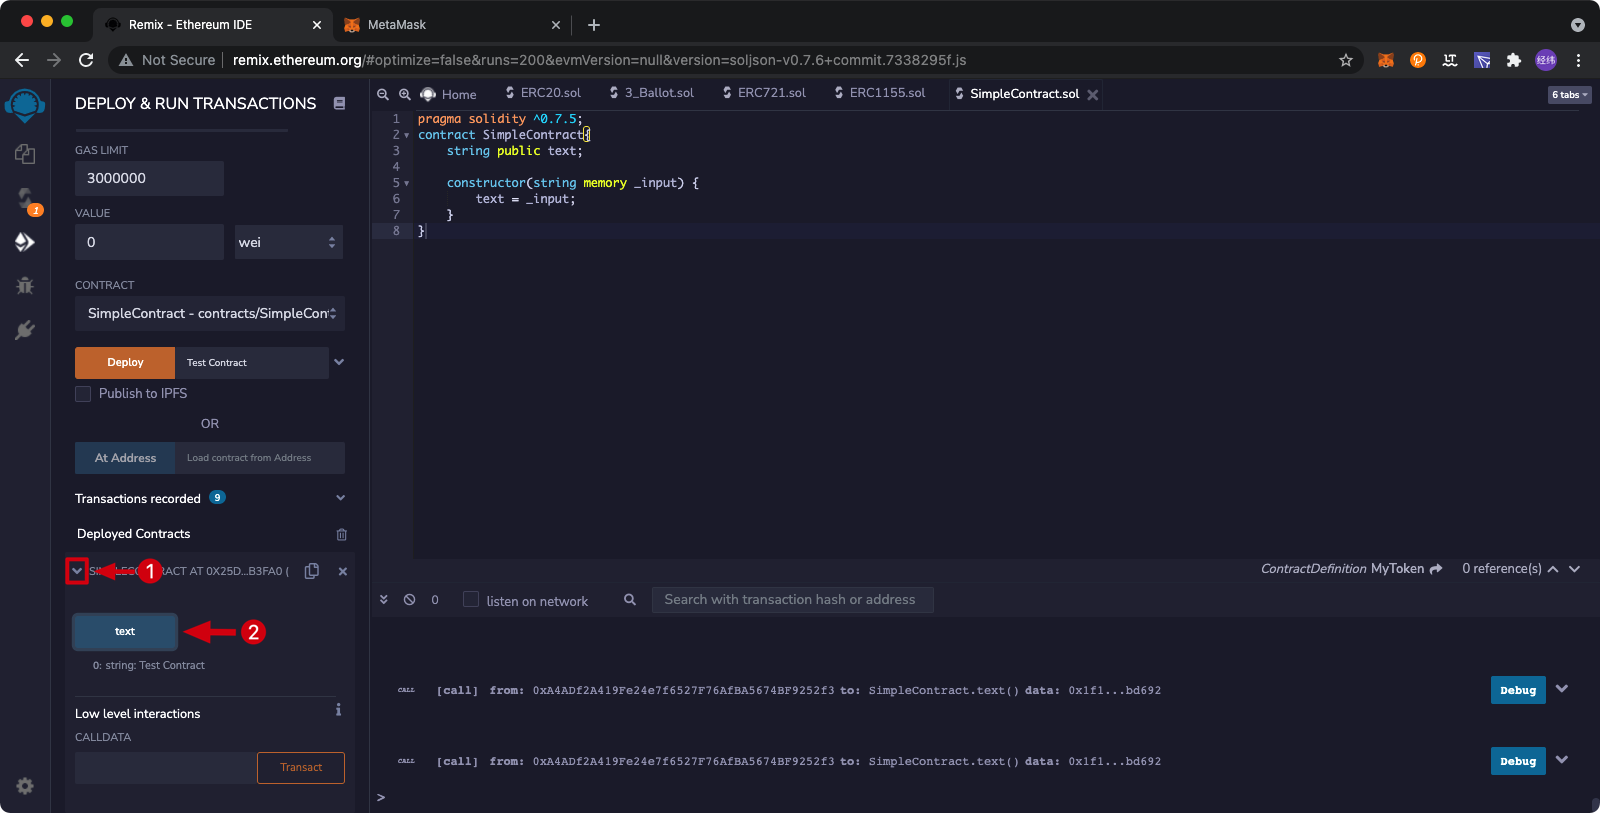 Remix - Ethereum IDE
MetaMask
Not Secure | remix.ethereum.org/#optimize=false&runs=200&evmVersion=null&version=soljson-v0.7.6+commit.7338295f.js
经纬
DEPLOY & RUN TRANSACTIONS
GAS LIMIT
3000000
VALUE
0
wei
CONTRACT
SimpleContract - contracts/SimpleCon
Deploy
Test Contract
Publish to IPFS
OR
At Address
Load contract from Address
Transactions recorded 9
Deployed Contracts
SIMPLECONTRACT AT 0X25D...B3FA0 (
1
text
2
0: string: Test Contract
Low level interactions
i
CALLDATA
Transact
1
Home
ERC20.sol
3_Ballot.sol
ERC721.sol
ERC1155.sol
SimpleContract.sol
6 tabs
1 pragma solidity ^0.7.5;
2 contract SimpleContract{
3 string public text;
4
5 constructor(string memory _input) {
6 text = _input;
7 }
8 }
ContractDefinition MyToken
0 reference(s)
0
listen on network
Search with transaction hash or address
CALL [call] from: 0xA4ADf2A419Fe24e7f6527F76AfBA5674BF9252f3 to: SimpleContract.text() data: 0x1f1...bd692
Debug
CALL [call] from: 0xA4ADf2A419Fe24e7f6527F76AfBA5674BF9252f3 to: SimpleContract.text() data: 0x1f1...bd692
Debug
>